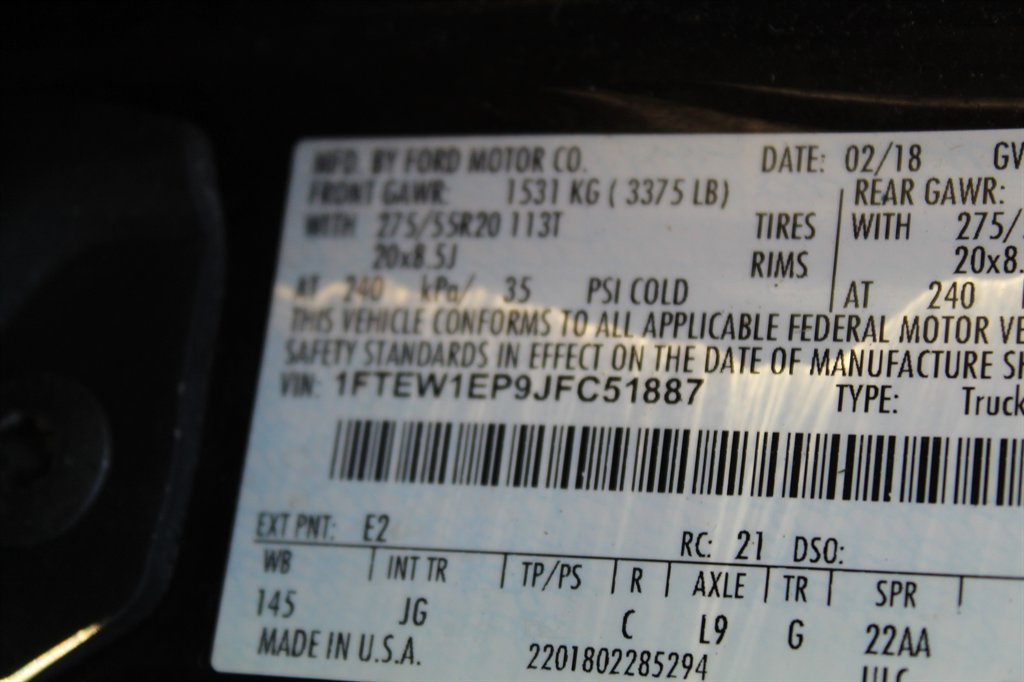 MFD. BY FORD MOTOR CO. DATE: 02/18 GV
FRONT GAWR: 1531 KG ( 3375 LB) REAR GAWR:
WITH 275/55R20 113T TIRES WITH 275/
20x8.5J RIMS 20x8.
AT 240 kPa/ 35 PSI COLD AT 240
THIS VEHICLE CONFORMS TO ALL APPLICABLE FEDERAL MOTOR VE
SAFETY STANDARDS IN EFFECT ON THE DATE OF MANUFACTURE SH
VIN: 1FTEW1EP9JFC51887 TYPE: Truck
EXT PNT: E2 RC: 21 DSO:
WB INT TR TP/PS R AXLE TR SPR
145 JG C L9 G 22AA
MADE IN U.S.A. 2201802285294